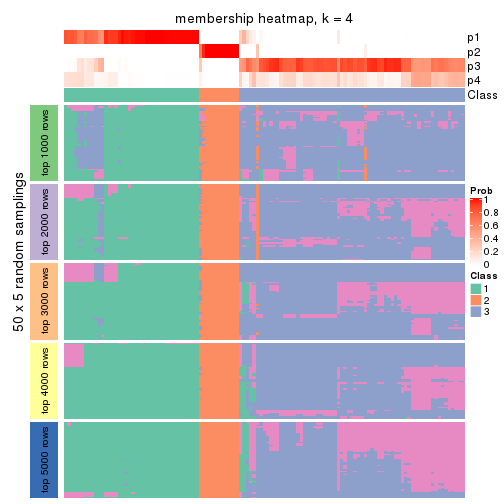 membership heatmap, k = 4
p1
p2
p3
p4
Class
50 x 5 random samplings
top 1000 rows
top 2000 rows
top 3000 rows
top 4000 rows
top 5000 rows
Prob
1
0.8
0.6
0.4
0.2
0
Class
1
2
3